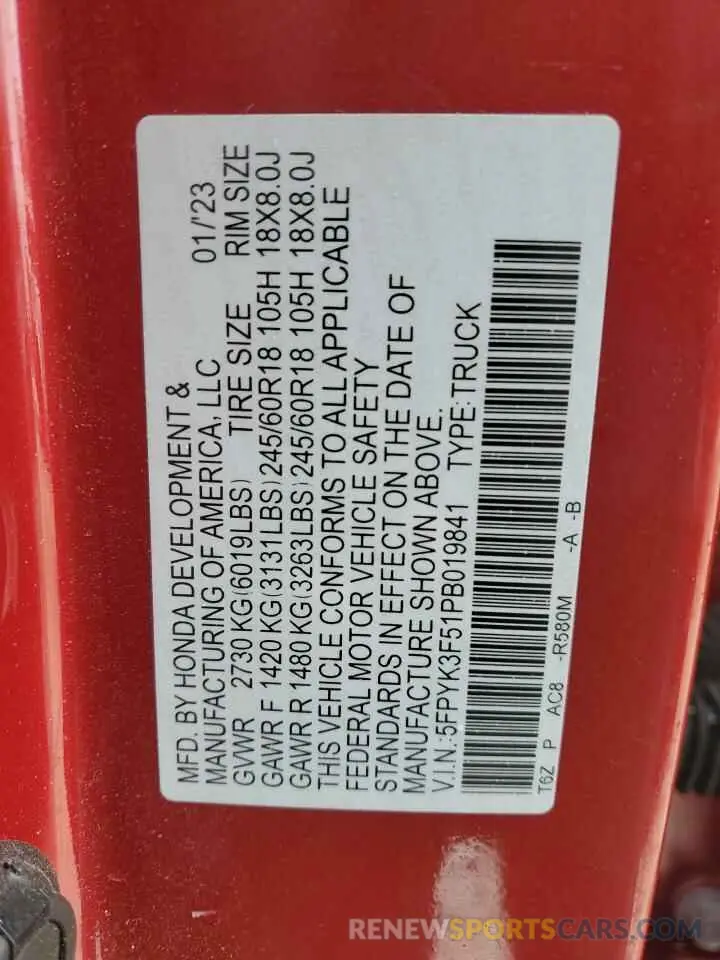 MFD. BY HONDA DEVELOPMENT &
MANUFACTURING OF AMERICA, LLC 01/'23
GVWR 2730 KG(6019LBS) TIRE SIZE RIM SIZE
GAWR F 1420 KG(3131LBS)245/60R18 105H 18X8.0J
GAWR R 1480 KG(3263LBS)245/60R18 105H 18X8.0J
THIS VEHICLE CONFORMS TO ALL APPLICABLE
FEDERAL MOTOR VEHICLE SAFETY
STANDARDS IN EFFECT ON THE DATE OF
MANUFACTURE SHOWN ABOVE.
V.I.N.:5FPYK3F51PB019841 TYPE:TRUCK
T6Z P AC8 -R580M -A -B
RENEWSPORTSCARS.COM